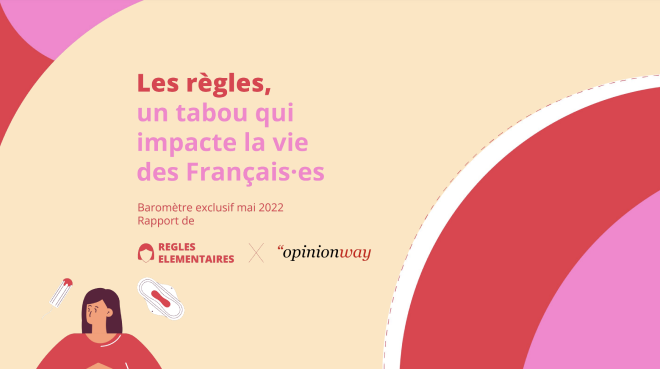 Les règles,
un tabou qui
impacte la vie
des Français·es
Baromètre exclusif mai 2022
Rapport de
REGLES
ELEMENTAIRES
“opinionway